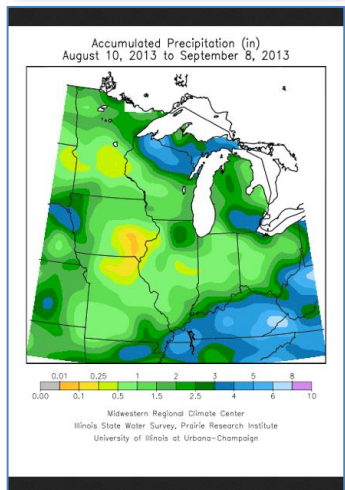 Accumulated Precipitation (in)
August 10, 2013 to September 8, 2013
0.01 0.25 1 2 3 5 8
0.00 0.1 0.5 1.5 2.5 4 6 10
Midwestern Regional Climate Center
Illinois State Water Survey, Prairie Research Institute
University of Illinois at Urbana-Champaign